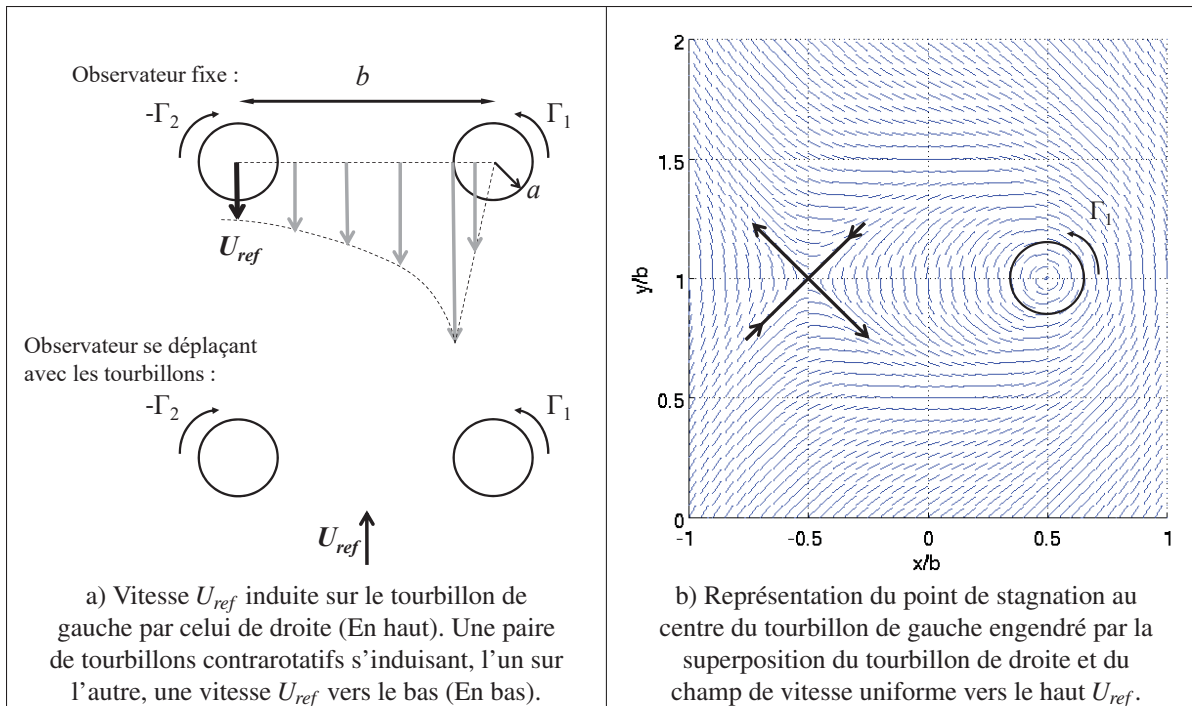 Observateur fixe :
b
-Γ2
Γ1
a
Uref
Observateur se déplaçant
avec les tourbillons :
-Γ2
Γ1
Uref
a) Vitesse Uref induite sur le tourbillon de
gauche par celui de droite (En haut). Une paire
de tourbillons contrarotatifs s'induisant, l'un sur
l'autre, une vitesse Uref vers le bas (En bas).
2
1.5
1
0.5
0
y/b
Γ1
-1
-0.5
0
0.5
1
x/b
b) Représentation du point de stagnation au
centre du tourbillon de gauche engendré par la
superposition du tourbillon de droite et du
champ de vitesse uniforme vers le haut Uref.